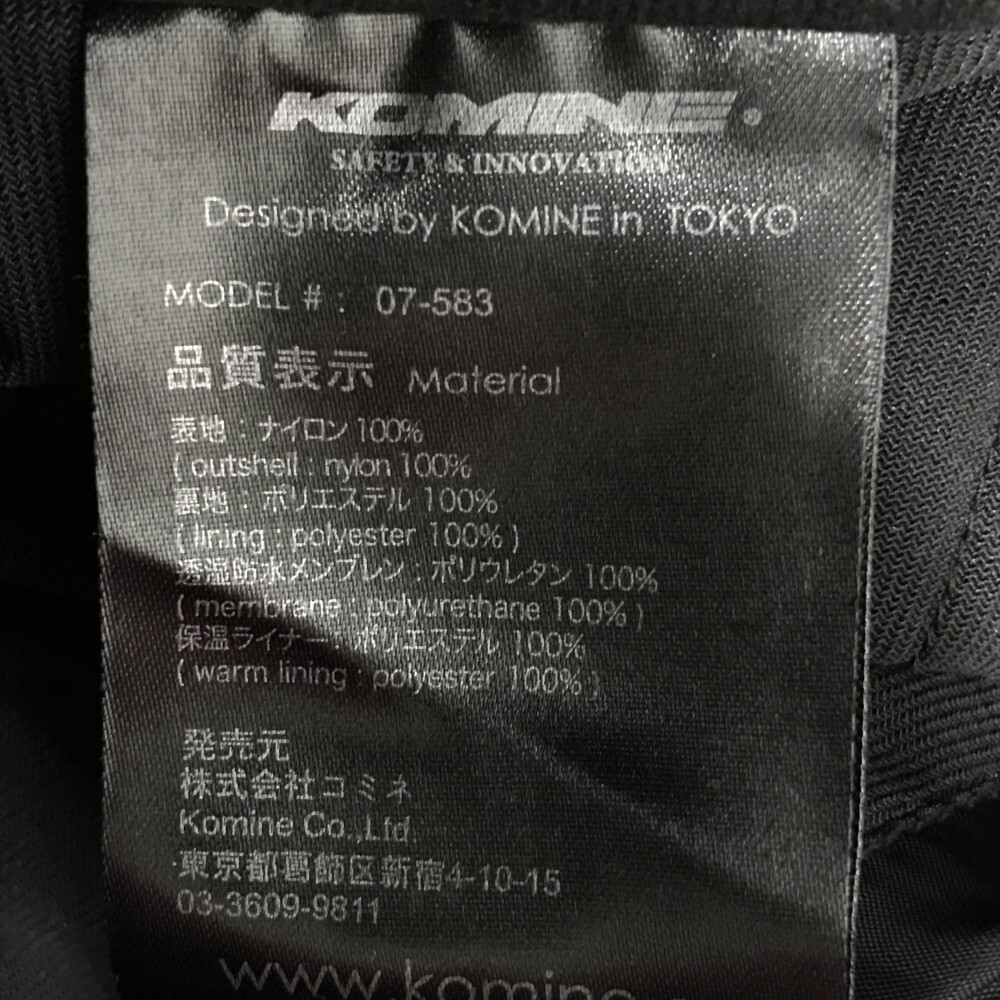 KOMINE.
SAFETY & INNOVATION
Designed by KOMINE in TOKYO
MODEL # : 07-583
品質表示 Material
表地 : ナイロン 100%
( outshell : nylon 100%
裏地 : ポリエステル 100%
( lining : polyester 100% )
透湿防水メンブレン : ポリウレタン 100%
( membrane : polyurethane 100% )
保温ライナー : ポリエステル 100%
( warm lining : polyester 100% )
発売元
株式会社コミネ
Komine Co.,Ltd.
東京都葛飾区新宿4-10-15
03-3609-9811
www.komine